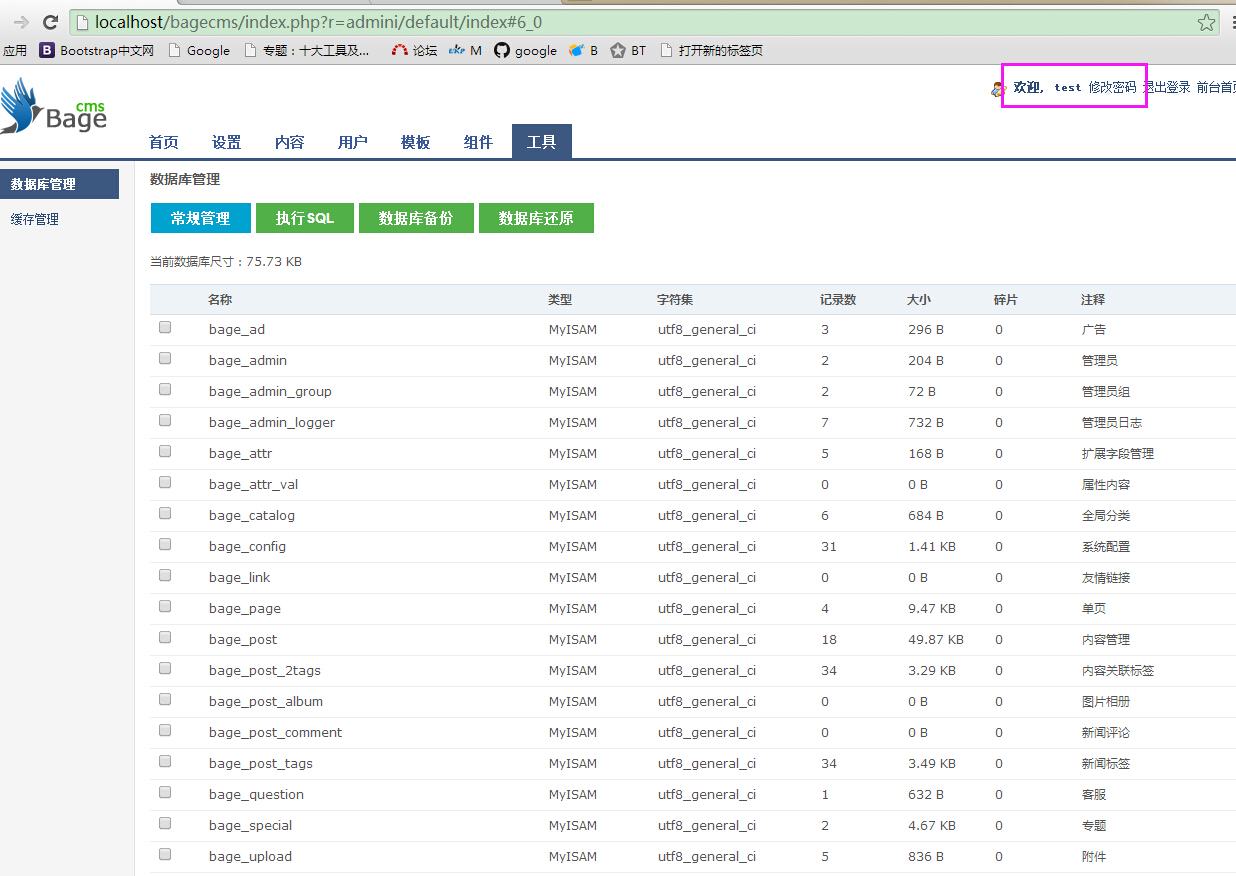 localhost/bagecms/index.php?r=admini/default/index#6_0
应用 Bootstrap中文网 Google 专题：十大工具及... 论坛 M google B BT 打开新的标签页
欢迎, test 修改密码 退出登录 前台首页
Bage cms
首页 设置 内容 用户 模板 组件 工具
数据库管理
缓存管理
数据库管理
常规管理 执行SQL 数据库备份 数据库还原
当前数据库尺寸：75.73 KB
名称 类型 字符集 记录数 大小 碎片 注释
bage_ad MyISAM utf8_general_ci 3 296 B 0 广告
bage_admin MyISAM utf8_general_ci 2 204 B 0 管理员
bage_admin_group MyISAM utf8_general_ci 2 72 B 0 管理员组
bage_admin_logger MyISAM utf8_general_ci 7 732 B 0 管理员日志
bage_attr MyISAM utf8_general_ci 5 168 B 0 扩展字段管理
bage_attr_val MyISAM utf8_general_ci 0 0 B 0 属性内容
bage_catalog MyISAM utf8_general_ci 6 684 B 0 全局分类
bage_config MyISAM utf8_general_ci 31 1.41 KB 0 系统配置
bage_link MyISAM utf8_general_ci 0 0 B 0 友情链接
bage_page MyISAM utf8_general_ci 4 9.47 KB 0 单页
bage_post MyISAM utf8_general_ci 18 49.87 KB 0 内容管理
bage_post_2tags MyISAM utf8_general_ci 34 3.29 KB 0 内容关联标签
bage_post_album MyISAM utf8_general_ci 0 0 B 0 图片相册
bage_post_comment MyISAM utf8_general_ci 0 0 B 0 新闻评论
bage_post_tags MyISAM utf8_general_ci 34 3.49 KB 0 新闻标签
bage_question MyISAM utf8_general_ci 1 632 B 0 客服
bage_special MyISAM utf8_general_ci 2 4.67 KB 0 专题
bage_upload MyISAM utf8_general_ci 5 836 B 0 附件